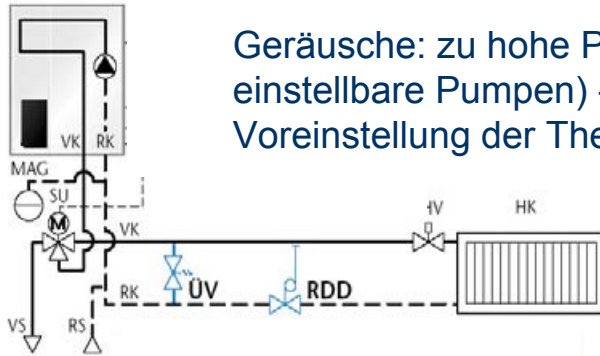 Geräusche: zu hohe P
einstellbare Pumpen)
Voreinstellung der The
VK RK
MAG
SU
M
VK
HV HK
RK ÜV RDD
VS RS